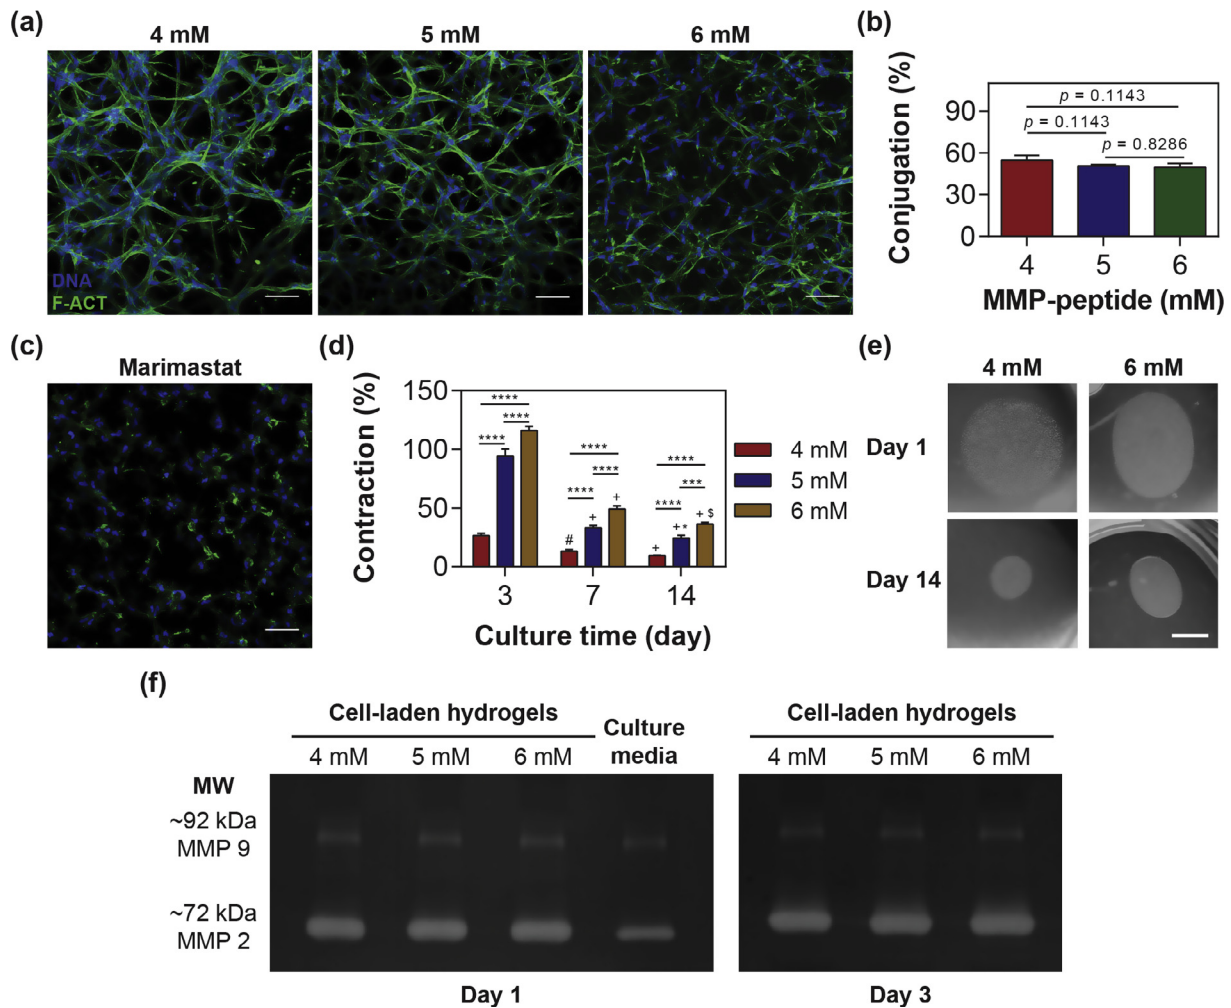 (a)
4 mM
5 mM
6 mM
DNA
F-ACT
(b)
Conjugation (%)
90
60
30
0
p = 0.1143
p = 0.1143
p = 0.8286
4
5
6
MMP-peptide (mM)
(c)
Marimastat
(d)
Contraction (%)
150
100
50
0
****
****
****
****
****
****
****
***
****
#
+
+
+
+*
+$
3
7
14
Culture time (day)
4 mM
5 mM
6 mM
(e)
4 mM
6 mM
Day 1
Day 14
(f)
Cell-laden hydrogels
Culture
media
4 mM
5 mM
6 mM
Cell-laden hydrogels
4 mM
5 mM
6 mM
MW
~92 kDa
MMP 9
~72 kDa
MMP 2
Day 1
Day 3